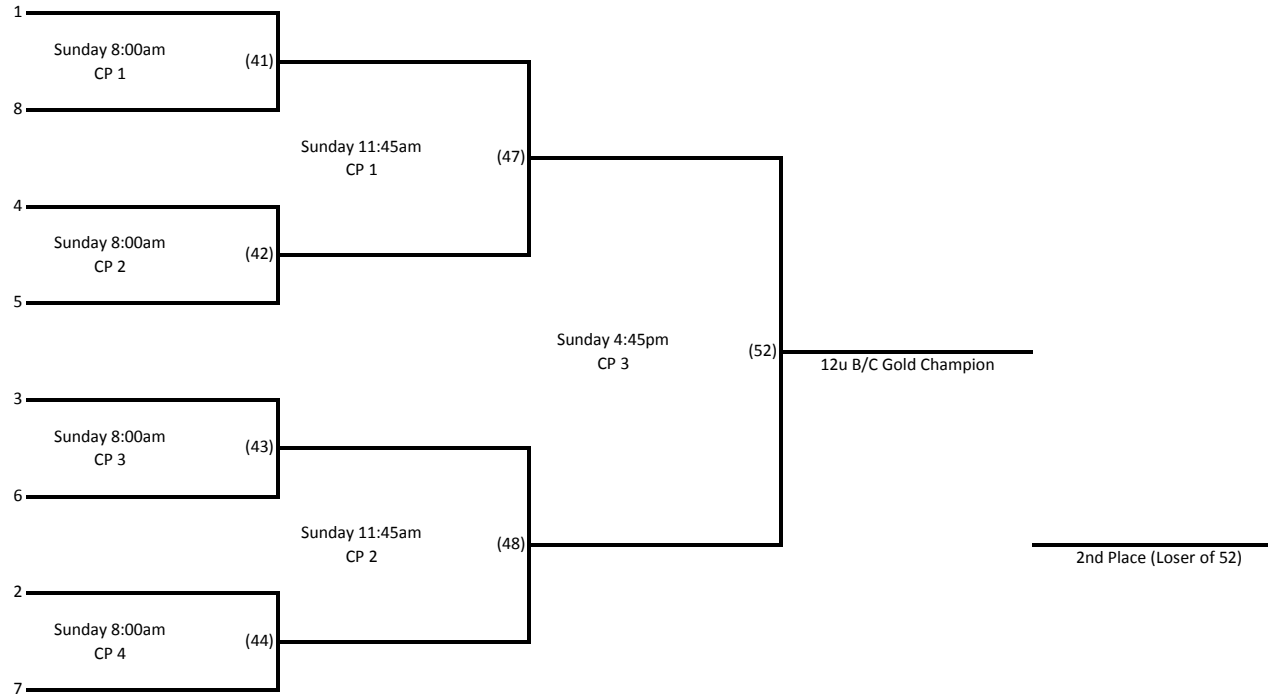 1
Sunday 8:00am
CP 1
(41)
8
Sunday 11:45am
CP 1
(47)
4
Sunday 8:00am
CP 2
(42)
5
Sunday 4:45pm
CP 3
(52)
12u B/C Gold Champion
3
Sunday 8:00am
CP 3
(43)
6
Sunday 11:45am
CP 2
(48)
2nd Place (Loser of 52)
2
Sunday 8:00am
CP 4
(44)
7